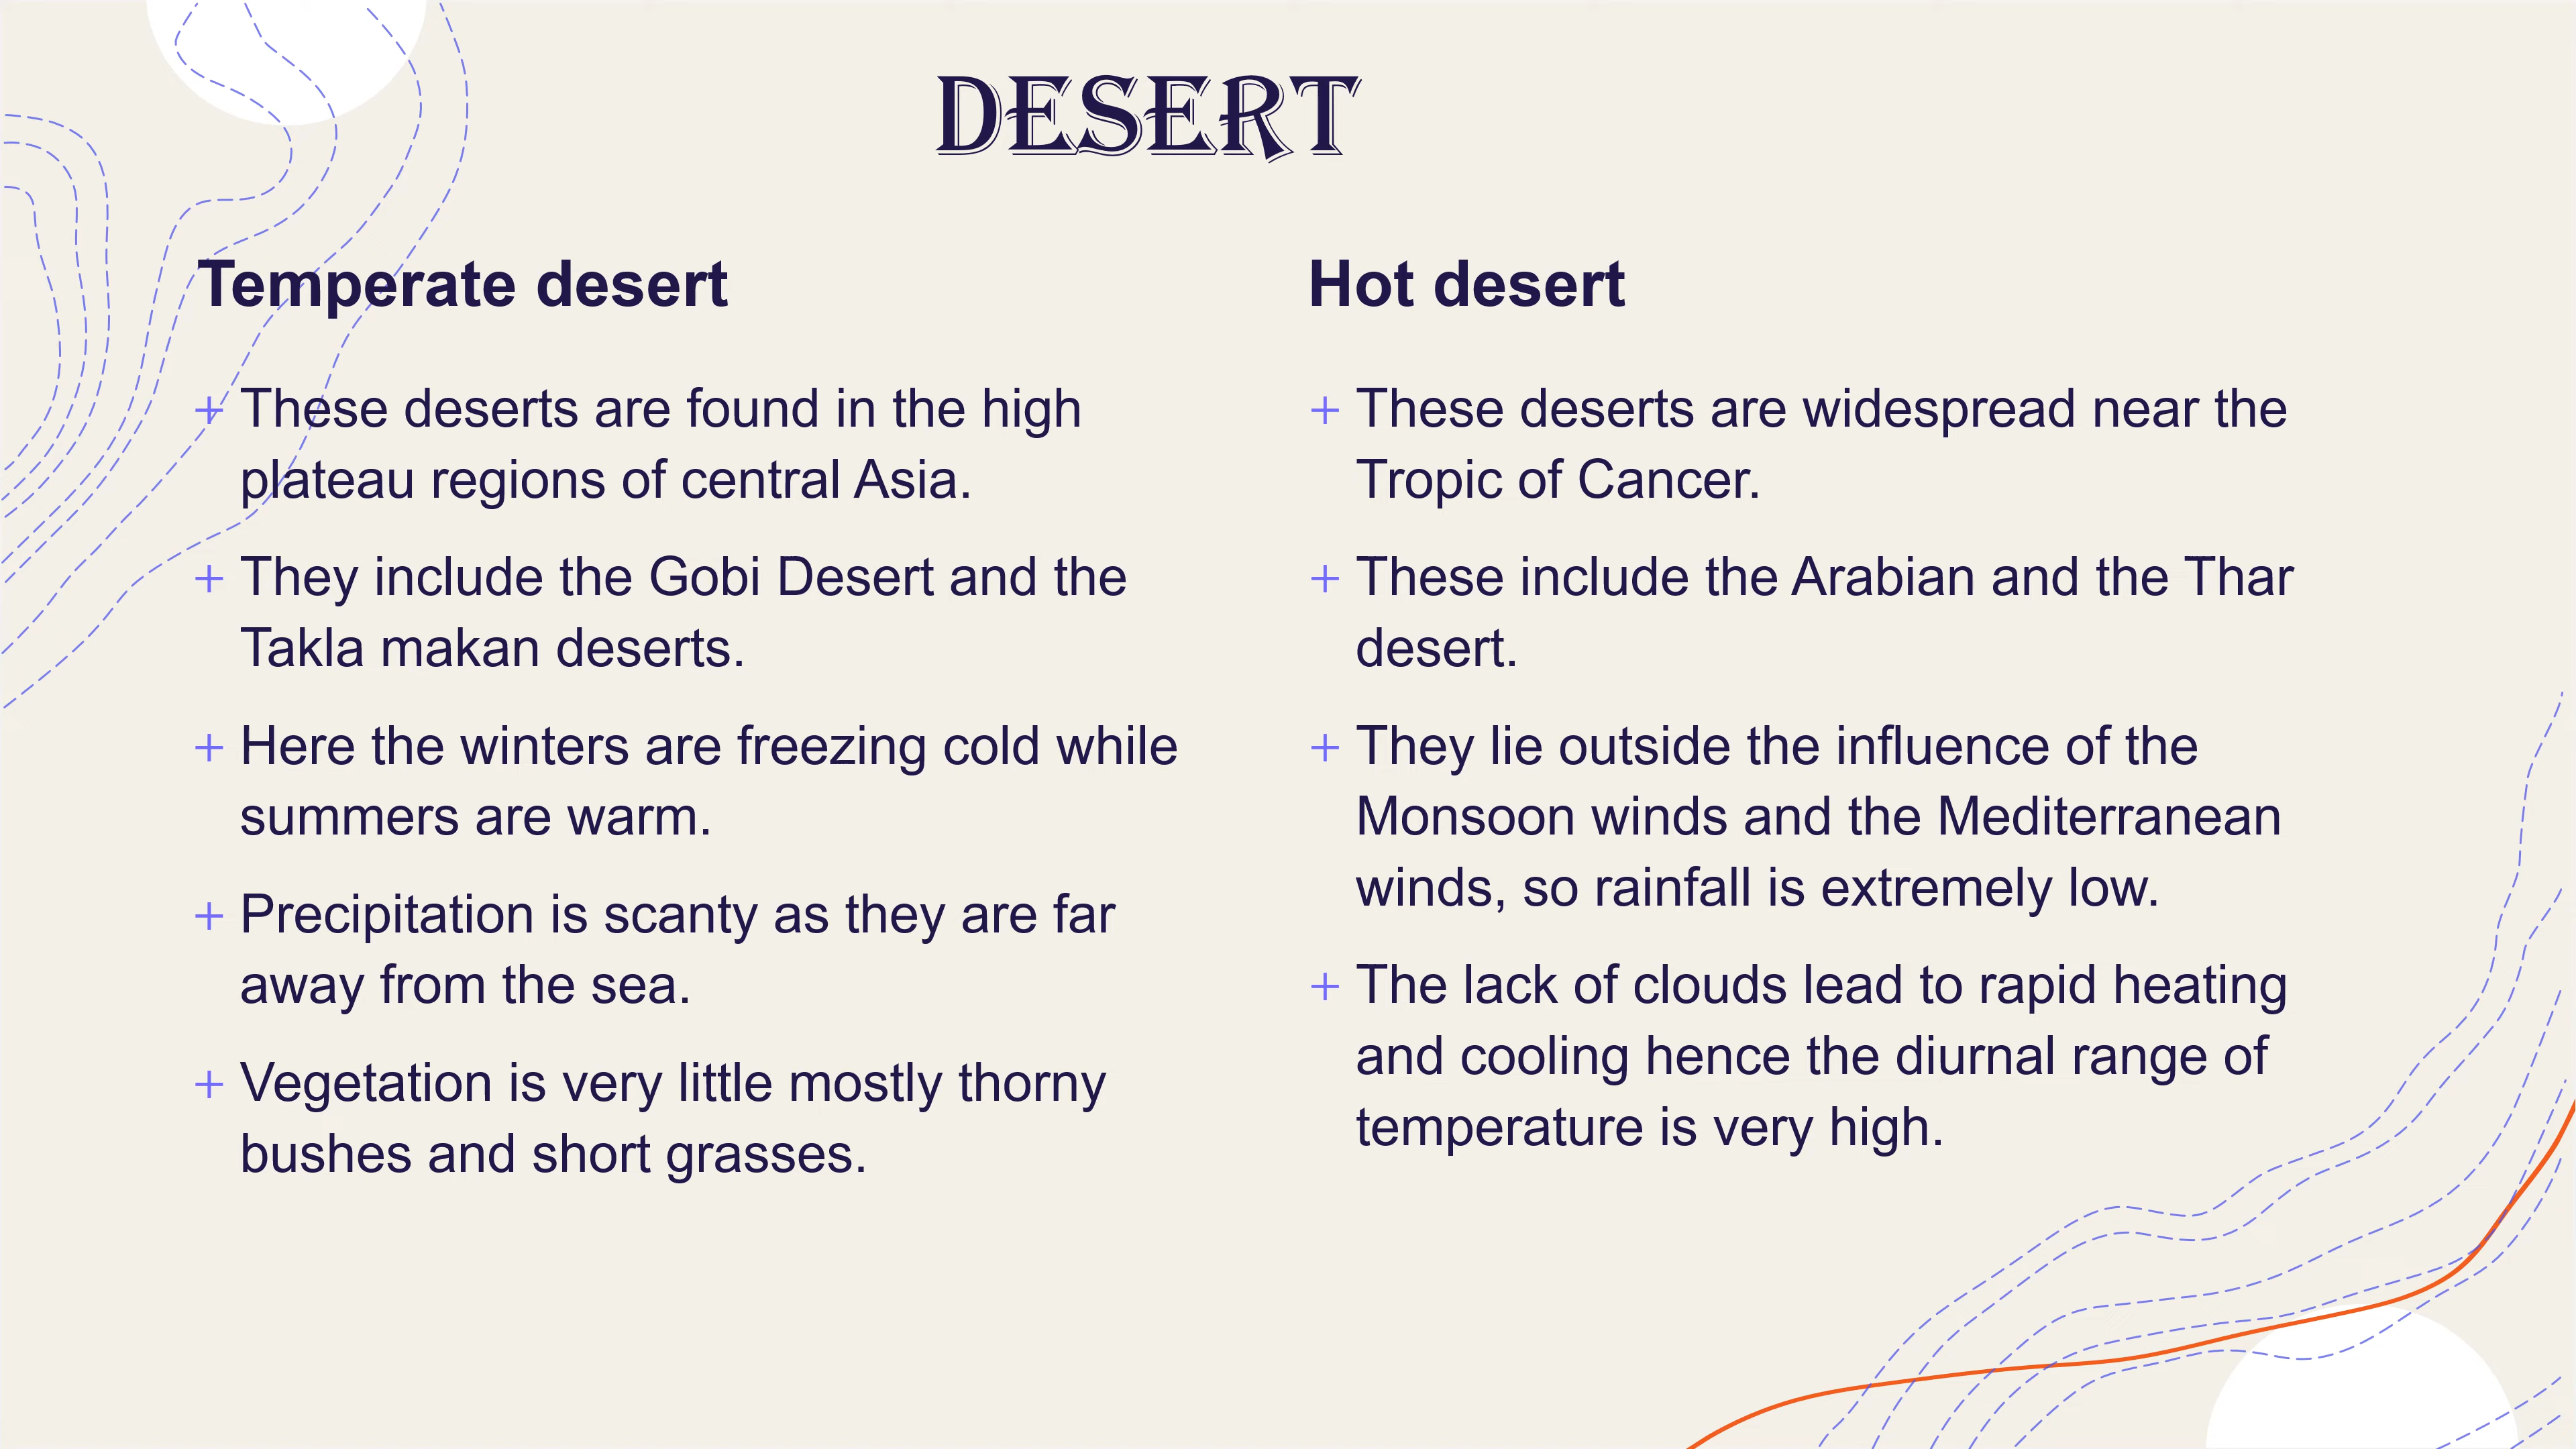 DESERT
Temperate desert
+ These deserts are found in the high
plateau regions of central Asia.
+ They include the Gobi Desert and the
Takla makan deserts.
+ Here the winters are freezing cold while
summers are warm.
+ Precipitation is scanty as they are far
away from the sea.
+ Vegetation is very little mostly thorny
bushes and short grasses.
Hot desert
+ These deserts are widespread near the
Tropic of Cancer.
+ These include the Arabian and the Thar
desert.
+ They lie outside the influence of the
Monsoon winds and the Mediterranean
winds, so rainfall is extremely low.
+ The lack of clouds lead to rapid heating
and cooling hence the diurnal range of
temperature is very high.